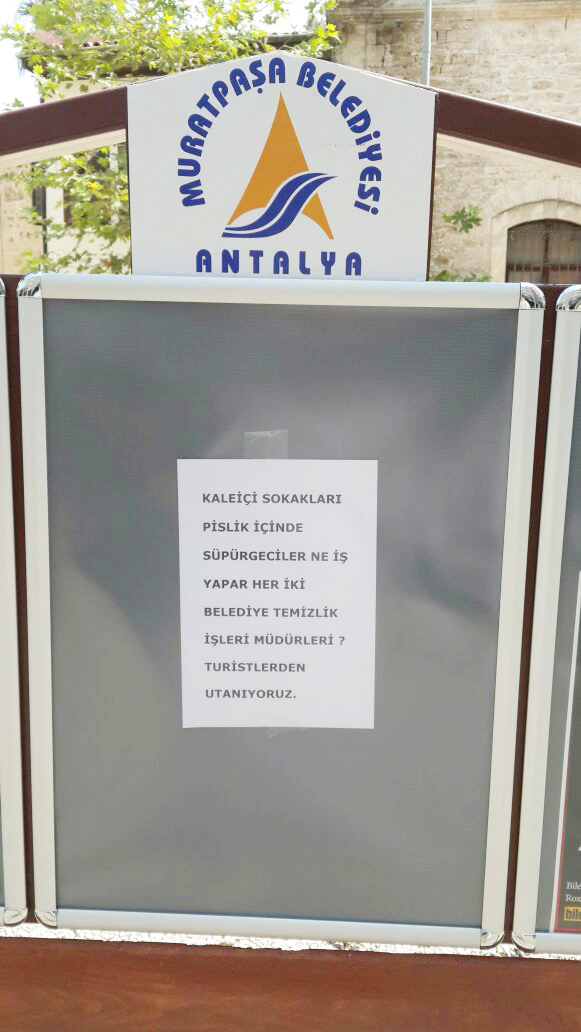 MURATPAŞA BELEDİYESİ
ANTALYA
KALEİÇİ SOKAKLARI
PİSLİK İÇİNDE
SÜPÜRGECİLER NE İŞ
YAPAR HER İKİ
BELEDİYE TEMİZLİK
İŞLERİ MÜDÜRLERİ ?
TURİSTLERDEN
UTANIYORUZ.